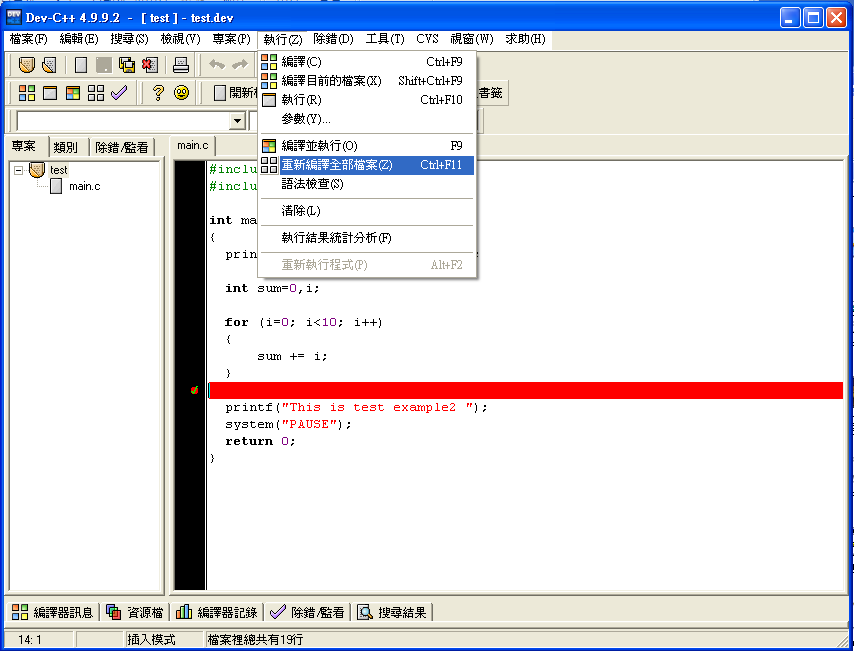 Dev-C++ 4.9.9.2 - [ test ] - test.dev
檔案(F) 編輯(E) 搜尋(S) 檢視(V) 專案(P) 執行(Z) 除錯(D) 工具(T) CVS 視窗(W) 求助(H)
編譯(C) Ctrl+F9
編譯目前的檔案(X) Shift+Ctrl+F9
執行(R) Ctrl+F10
參數(Y)...
編譯並執行(O) F9
重新編譯全部檔案(Z) Ctrl+F11
語法檢查(S)
清除(L)
執行結果統計分析(F)
重新執行程式(P) Alt+F2
開新 書籤
專案 類別 除錯/監看
test
main.c
main.c
#inclu
#inclu
int ma
{
prin
int sum=0,i;
for (i=0; i<10; i++)
{
sum += i;
}
printf("This is test example2 ");
system("PAUSE");
return 0;
}
編譯器訊息 資源檔 編譯器記錄 除錯/監看 搜尋結果
14: 1 插入模式 檔案裡總共有19行